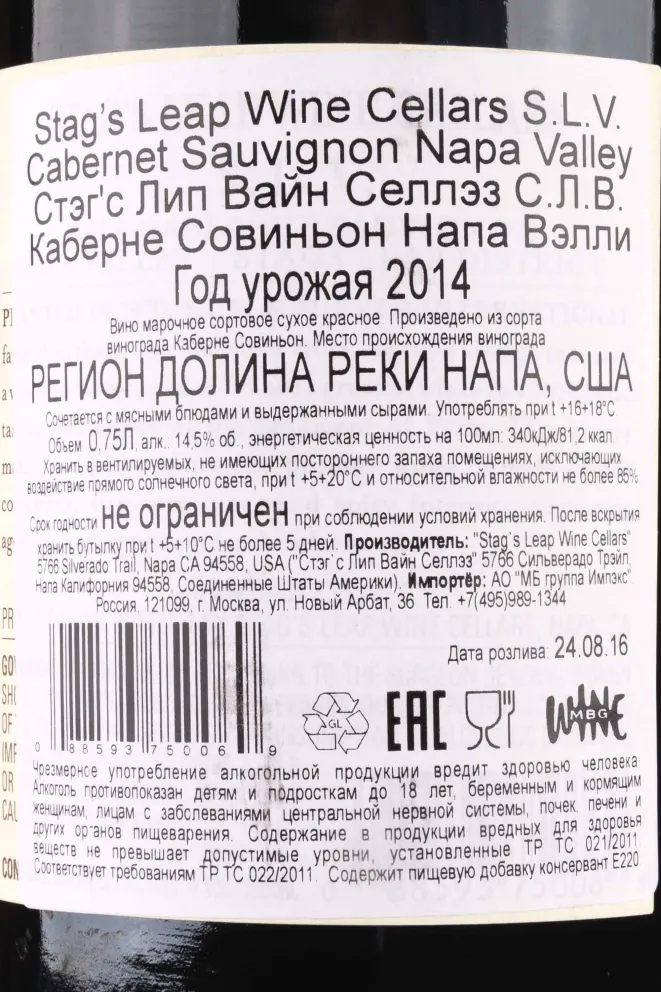 Stag's Leap Wine Cellars S.L.V.
Cabernet Sauvignon Napa Valley
Стэг'с Лип Вайн Селлэз С.Л.В.
Каберне Совиньон Напа Вэлли
Год урожая 2014
Вино марочное сортовое сухое красное. Произведено из сорта
винограда Каберне Совиньон. Место происхождения винограда
РЕГИОН ДОЛИНА РЕКИ НАПА, США
Сочетается с мясными блюдами и выдержанными сырами. Употреблять при t +16+18°С.
Объем 0,75Л, алк.: 14,5% об., энергетическая ценность на 100мл: 340кДж/81,2 ккал.
Хранить в вентилируемых, не имеющих постороннего запаха помещениях, исключающих
воздействие прямого солнечного света, при t +5+20°С и относительной влажности не более 85%
Срок годности не ограничен при соблюдении условий хранения. После вскрытия
хранить бутылку при t +5+10°С не более 5 дней. Производитель: "Stag`s Leap Wine Cellars"
5766 Silverado Trail, Napa CA 94558, USA ("Стэг`с Лип Вайн Селлэз" 5766 Сильверадо Трэйл,
Напа Калифорния 94558, Соединенные Штаты Америки). Импортёр: АО "МБ группа Импэкс".
Россия, 121099, г. Москва, ул. Новый Арбат, 36 Тел. +7(495)989-1344
Дата розлива: 24.08.16
GL
EAC
WINE
MBG
0 88593 75006 9
Чрезмерное употребление алкогольной продукции вредит здоровью человека
Алкоголь противопоказан детям и подросткам до 18 лет, беременным и кормящим
женщинам, лицам с заболеваниями центральной нервной системы, почек, печени и
других органов пищеварения. Содержание в продукции вредных для здоровья
веществ не превышает допустимые уровни, установленные ТР ТС 021/2011
Соответствует требованиям ТР ТС 022/2011. Содержит пищевую добавку консервант Е220